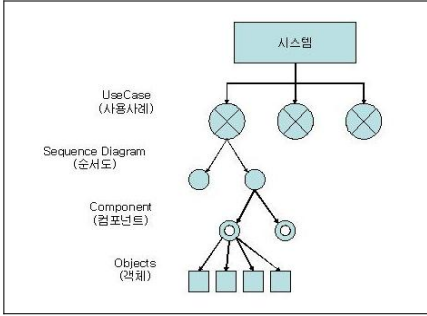 시스템
UseCase
(사용사례)
Sequence Diagram
(순서도)
Component
(컴포넌트)
Objects
(객체)